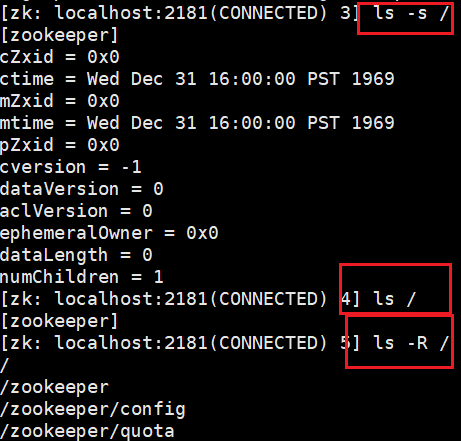 [zk: localhost:2181(CONNECTED) 3] ls -s /
[zookeeper]
cZxid = 0x0
ctime = Wed Dec 31 16:00:00 PST 1969
mZxid = 0x0
mtime = Wed Dec 31 16:00:00 PST 1969
pZxid = 0x0
cversion = -1
dataVersion = 0
aclVersion = 0
ephemeralOwner = 0x0
dataLength = 0
numChildren = 1
[zk: localhost:2181(CONNECTED) 4] ls /
[zookeeper]
[zk: localhost:2181(CONNECTED) 5] ls -R /
/
/zookeeper
/zookeeper/config
/zookeeper/quota